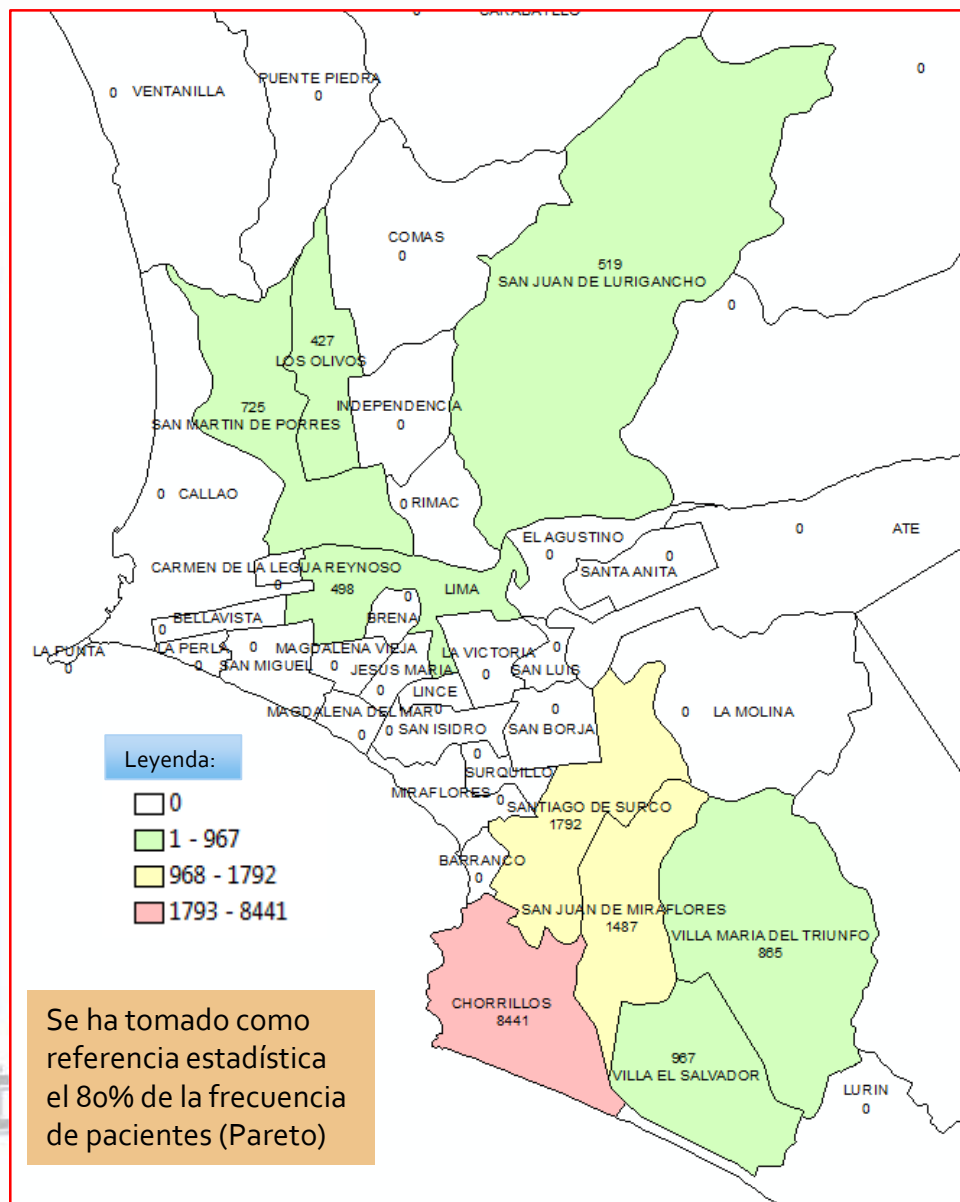 CARABAYLLO
0
PUENTE PIEDRA
0
0 VENTANILLA
COMAS
0
519
SAN JUAN DE LURIGANCHO
0
427
LOS OLIVOS
725
SAN MARTIN DE PORRES
INDEPENDENCIA
0
0 CALLAO
0 RIMAC
EL AGUSTINO
0
0
SANTA ANITA
0
ATE
CARMEN DE LA LEGUA REYNOSO
0
498
LIMA
0
BRENA
BELLAVISTA
0
LA PUNTA
0
LA PERLA
0
0
SAN MIGUEL
MAGDALENA VIEJA
0
JESUS MARIA
0
LA VICTORIA
0
0
SAN LUIS
LINCE
0
MAGDALENA DEL MAR
0
0 SAN ISIDRO
0
SAN BORJA
0 LA MOLINA
0
SURQUILLO
MIRAFLORES
0
SANTIAGO DE SURCO
1792
BARRANCO
0
SAN JUAN DE MIRAFLORES
1487
VILLA MARIA DEL TRIUNFO
865
CHORRILLOS
8441
967
VILLA EL SALVADOR
LURIN
0
Leyenda:
0
1 - 967
968 - 1792
1793 - 8441
Se ha tomado como
referencia estadística
el 80% de la frecuencia
de pacientes (Pareto)